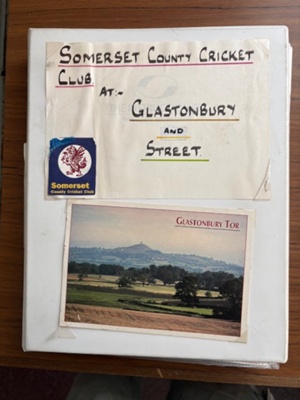 SOMERSET COUNTY CRICKET
CLUB
AT:-
GLASTONBURY
AND
STREET.
Somerset
County Cricket Club
GLASTONBURY TOR